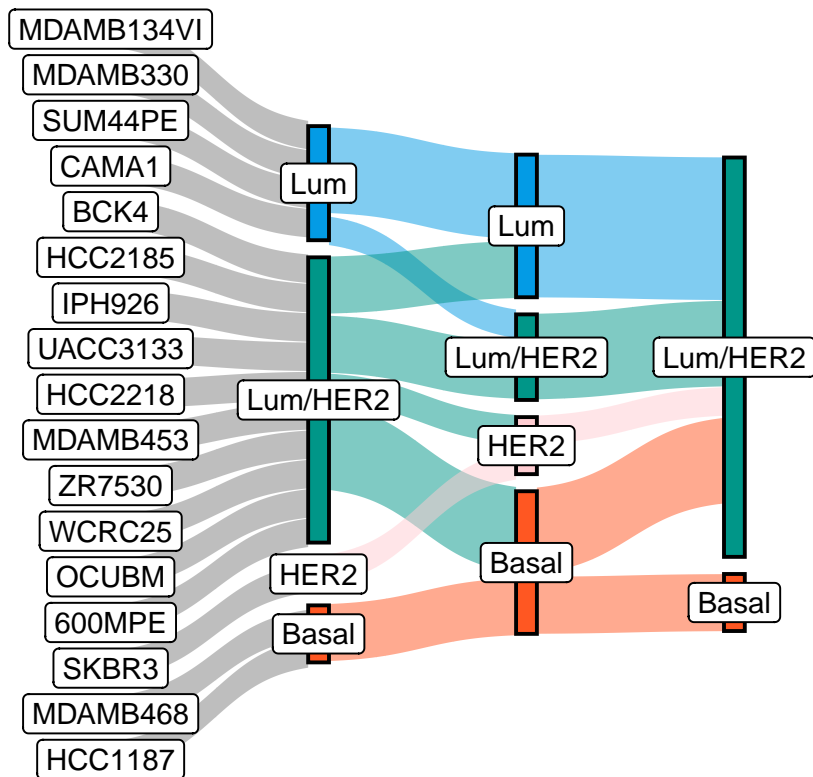 MDAMB134VI
MDAMB330
SUM44PE
CAMA1
BCK4
HCC2185
IPH926
UACC3133
HCC2218
MDAMB453
ZR7530
WCRC25
OCUBM
600MPE
SKBR3
MDAMB468
HCC1187
Lum
Lum/HER2
HER2
Basal
Lum
Lum/HER2
HER2
Basal
Lum/HER2
Basal